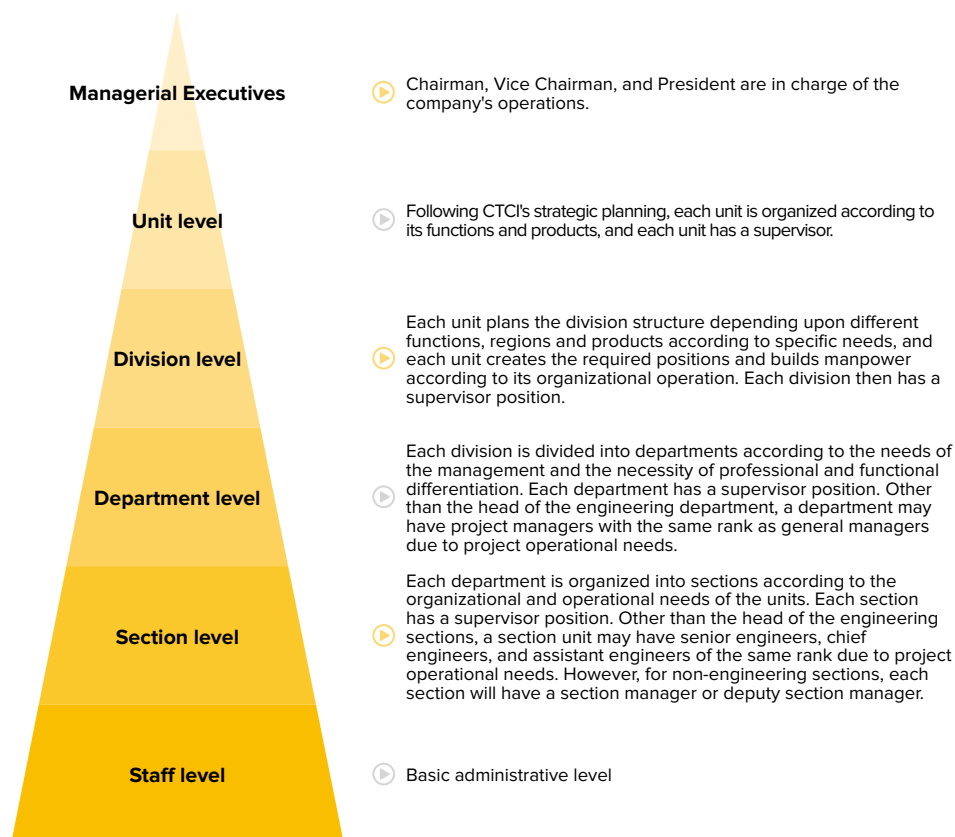 Managerial Executives
Chairman, Vice Chairman, and President are in charge of the
company's operations.
Unit level
Following CTCI's strategic planning, each unit is organized according to
its functions and products, and each unit has a supervisor.
Division level
Each unit plans the division structure depending upon different
functions, regions and products according to specific needs, and
each unit creates the required positions and builds manpower
according to its organizational operation. Each division then has a
supervisor position.
Department level
Each division is divided into departments according to the needs of
the management and the necessity of professional and functional
differentiation. Each department has a supervisor position. Other
than the head of the engineering department, a department may
have project managers with the same rank as general managers
due to project operational needs.
Section level
Each department is organized into sections according to the
organizational and operational needs of the units. Each section
has a supervisor position. Other than the head of the engineering
sections, a section unit may have senior engineers, chief
engineers, and assistant engineers of the same rank due to project
operational needs. However, for non-engineering sections, each
section will have a section manager or deputy section manager.
Staff level
Basic administrative level